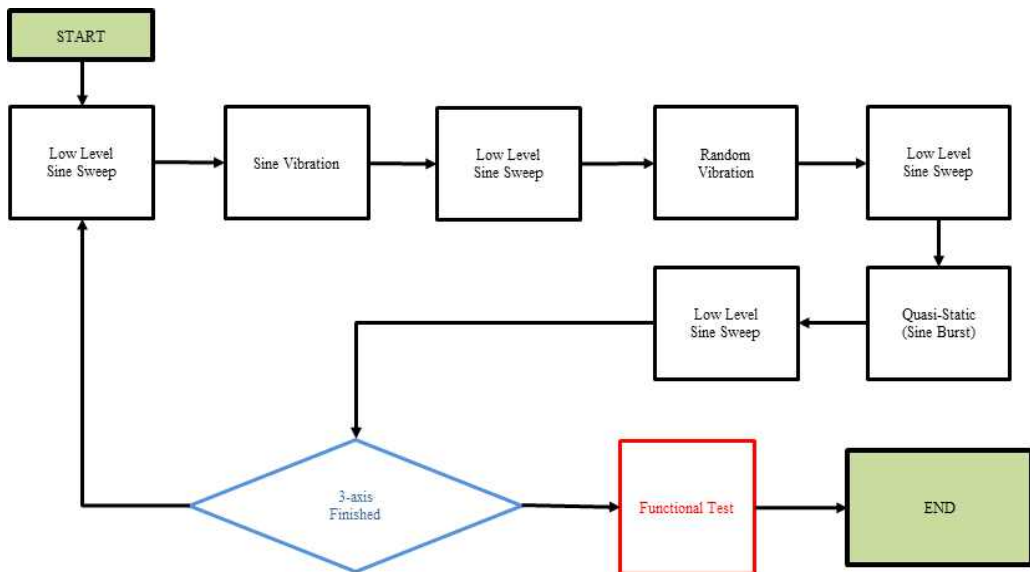 START
Low Level
Sine Sweep
Sine Vibration
Low Level
Sine Sweep
Random
Vibration
Low Level
Sine Sweep
Quasi-Static
(Sine Burst)
Low Level
Sine Sweep
3-axis
Finished
Functional Test
END